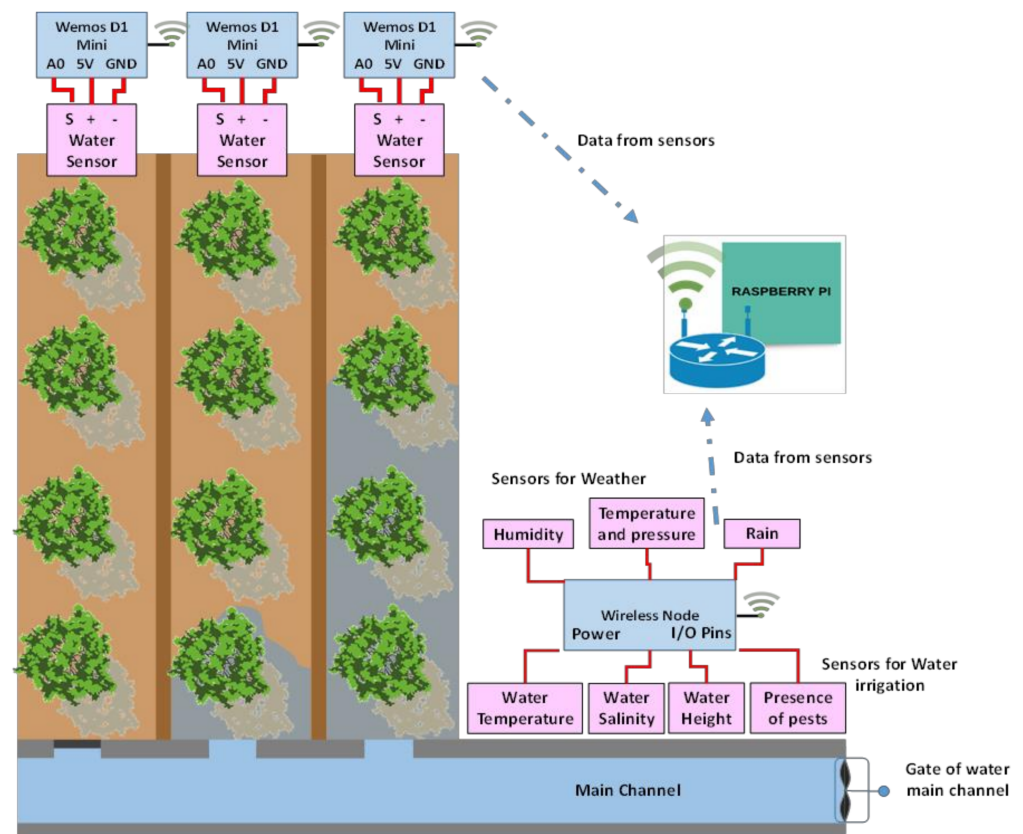 Wemos D1
Mini
A0 5V GND
Wemos D1
Mini
A0 5V GND
Wemos D1
Mini
A0 5V GND
S + -
Water
Sensor
S + -
Water
Sensor
S + -
Water
Sensor
Data from sensors
RASPBERRY PI
Data from sensors
Sensors for Weather
Humidity
Temperature
and pressure
Rain
Wireless Node
Power I/O Pins
Sensors for Water
irrigation
Water
Temperature
Water
Salinity
Water
Height
Presence
of pests
Main Channel
Gate of water
main channel